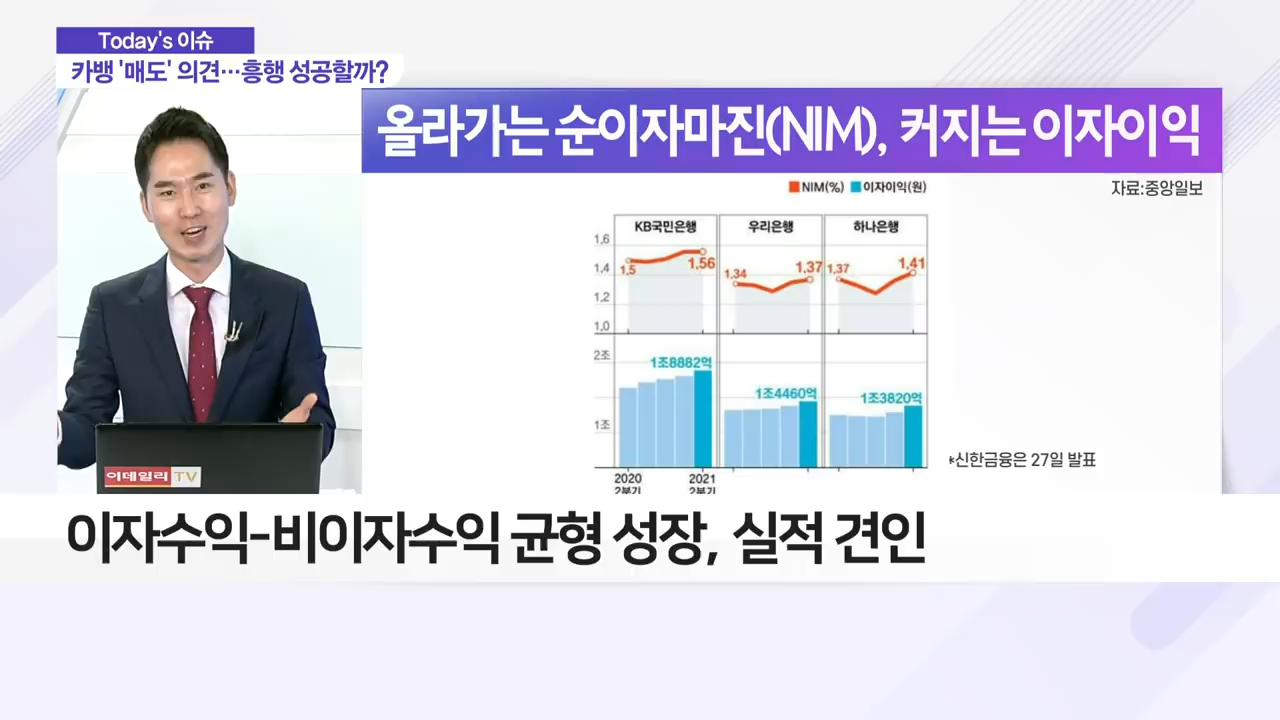 Today's 이슈
카뱅 '매도' 의견…흥행 성공할까?
올라가는 순이자마진(NIM), 커지는 이자이익
자료:중앙일보
NIM(%) 이자이익(원)
KB국민은행 우리은행 하나은행
1.6
1.4
1.2
1.0
1.5 1.56 1.34 1.37 1.37 1.41
2조
1조
1조8882억 1조4460억 1조3820억
2020 2021
2분기 2분기
*신한금융은 27일 발표
이데일리 TV
이자수익-비이자수익 균형 성장, 실적 견인